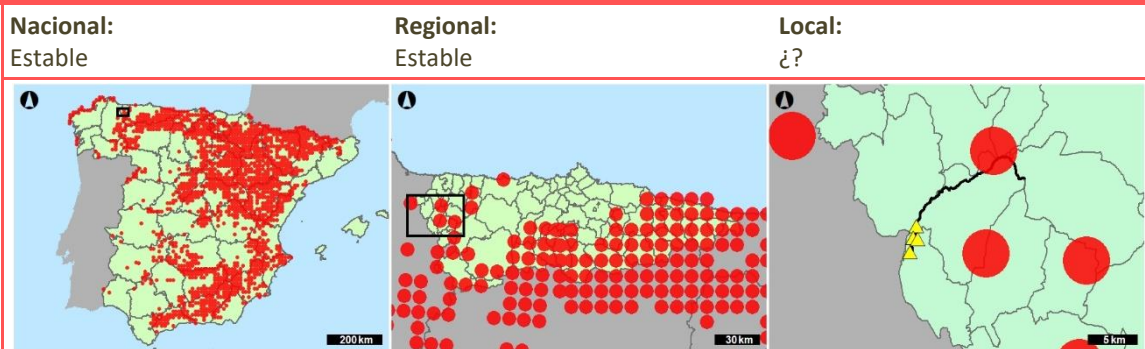 Nacional:
Estable
Regional:
Estable
Local:
¿?
200 km
30 km
5 km